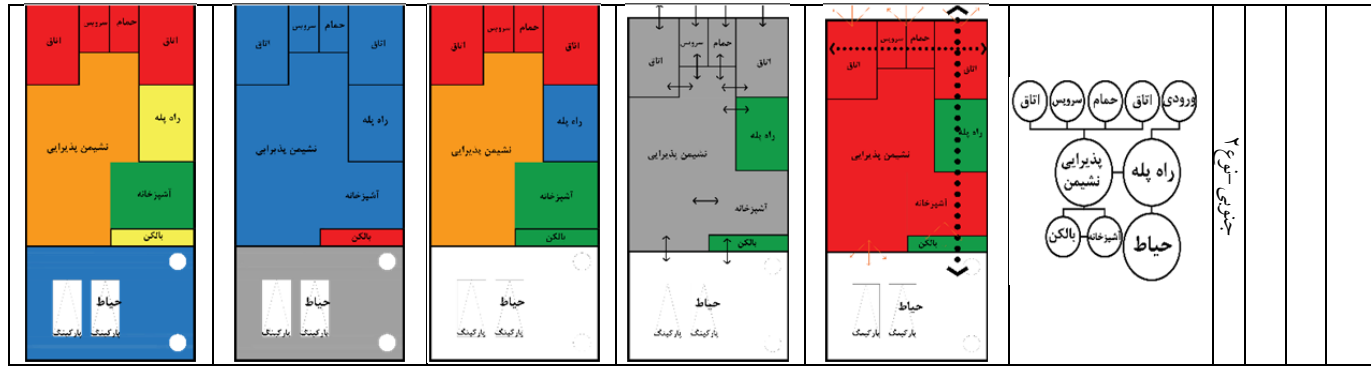 جنوبی -نوع۲
ورودی
اتاق
حمام
سرویس
اتاق
راه پله
پذیرایی
نشیمن
حیاط
آشپزخانه
بالکن
حمام
سرویس
اتاق
اتاق
راه پله
نشیمن پذیرایی
آشپزخانه
بالکن
حیاط
پارکینگ
پارکینگ
حمام
سرویس
اتاق
اتاق
راه پله
نشیمن پذیرایی
آشپزخانه
بالکن
حیاط
پارکینگ
پارکینگ
اتاق
حمام
سرویس
اتاق
راه پله
نشیمن پذیرایی
آشپزخانه
بالکن
حیاط
پارکینگ
پارکینگ
اتاق
حمام
سرویس
اتاق
راه پله
نشیمن پذیرایی
آشپزخانه
بالکن
حیاط
پارکینگ
پارکینگ
اتاق
حمام
سرویس
اتاق
راه پله
نشیمن پذیرایی
آشپزخانه
بالکن
حیاط
پارکینگ
پارکینگ